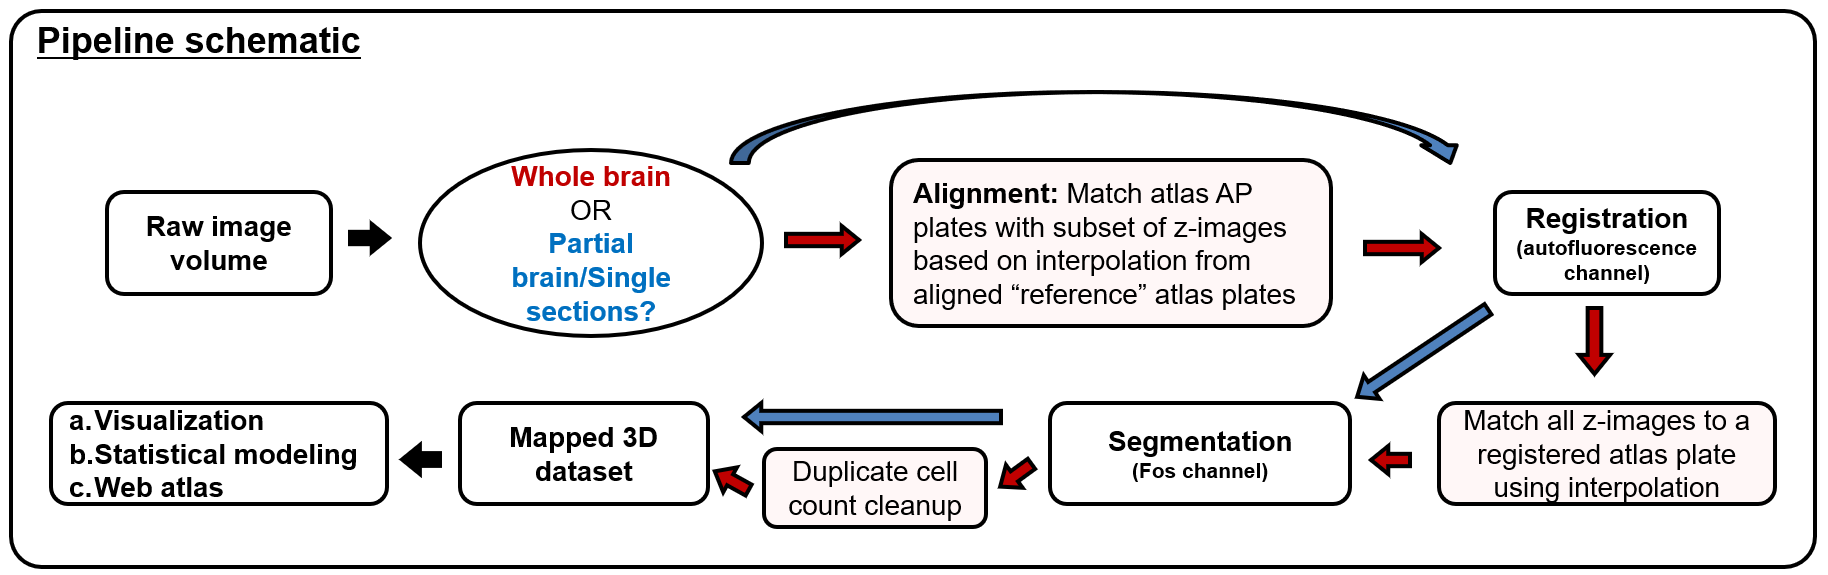 Pipeline schematic
Raw image
volume
Whole brain
OR
Partial
brain/Single
sections?
Alignment: Match atlas AP
plates with subset of z-images
based on interpolation from
aligned “reference” atlas plates
Registration
(autofluorescence
channel)
Match all z-images to a
registered atlas plate
using interpolation
Segmentation
(Fos channel)
Duplicate cell
count cleanup
Mapped 3D
dataset
a.Visualization
b.Statistical modeling
c.Web atlas